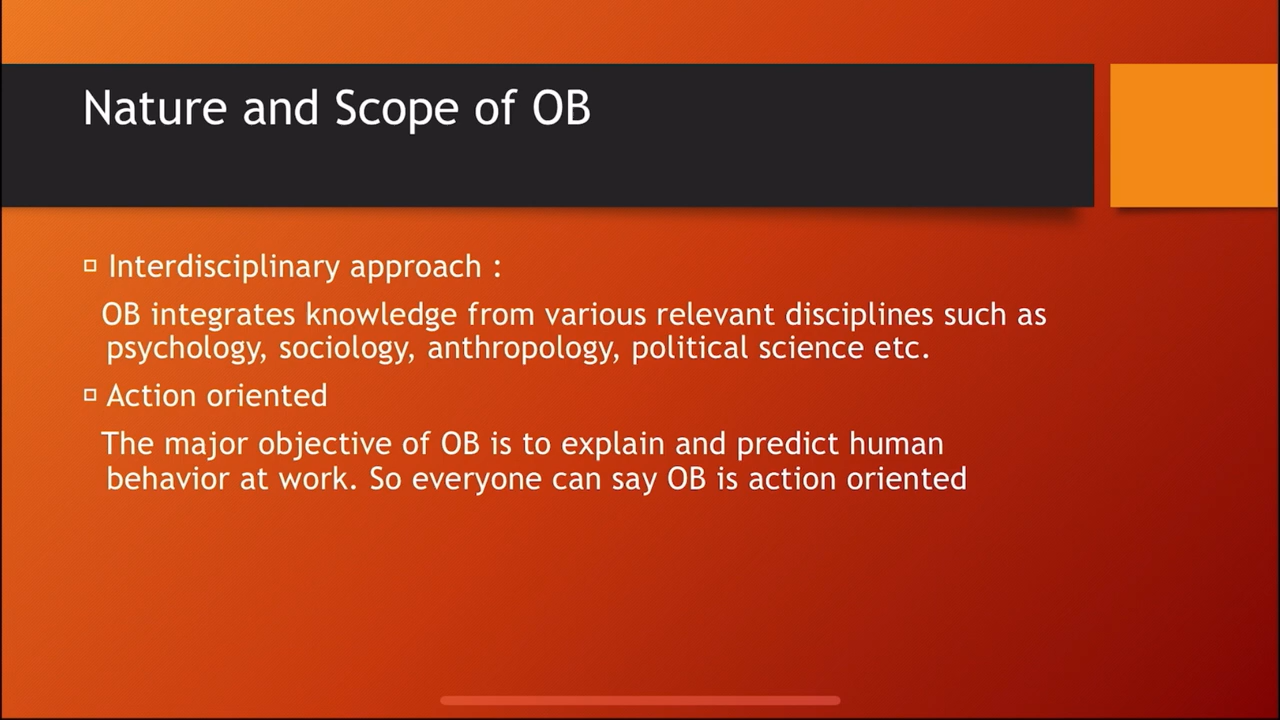 Nature and Scope of OB
Interdisciplinary approach :
OB integrates knowledge from various relevant disciplines such as
psychology, sociology, anthropology, political science etc.
Action oriented
The major objective of OB is to explain and predict human
behavior at work. So everyone can say OB is action oriented